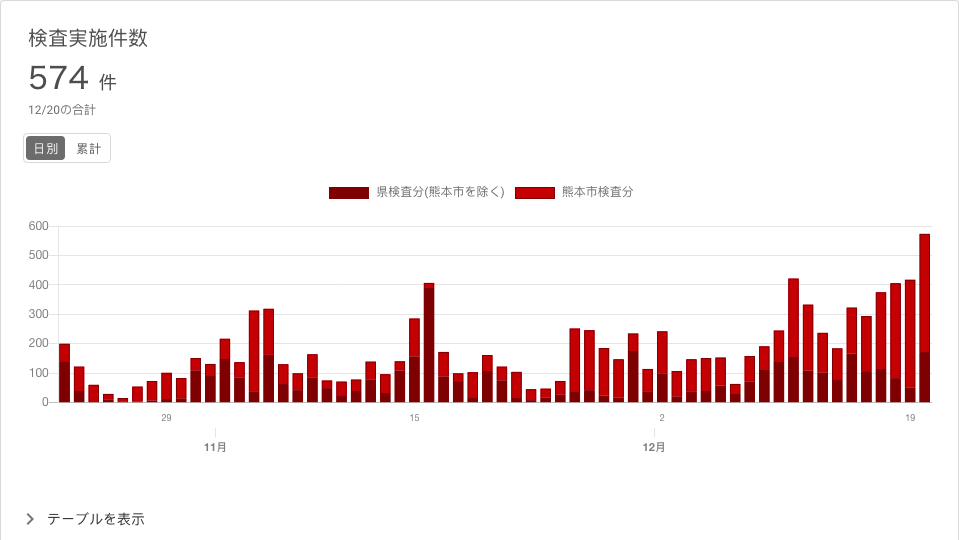 検査実施件数
574 件
12/20の合計
日別 累計
県検査分(熊本市を除く) 熊本市検査分
600
500
400
300
200
100
0
29 15 2 19
11月 12月
テーブルを表示